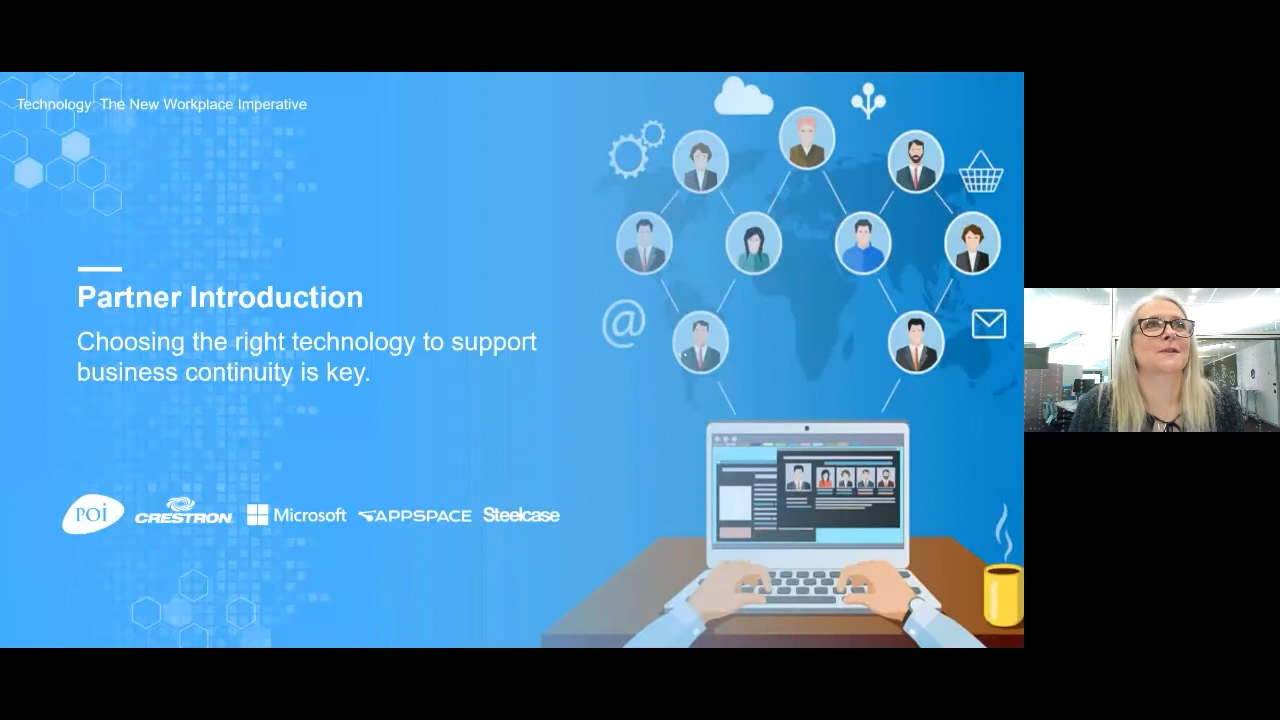 Technology: The New Workplace Imperative
Partner Introduction
Choosing the right technology to support
business continuity is key.
POi CRESTRON Microsoft APPSPACE Steelcase
@